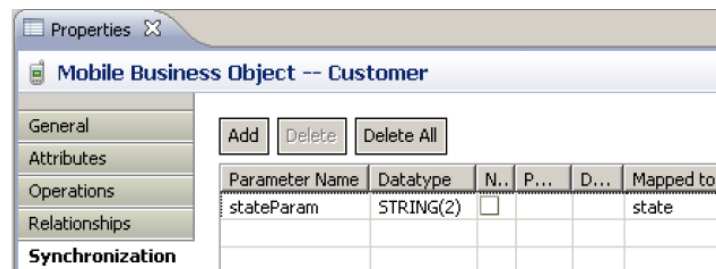 Properties
Mobile Business Object -- Customer
General
Attributes
Operations
Relationships
Synchronization
Add Delete Delete All
Parameter Name Datatype N.. P... D... Mapped to
stateParam STRING(2) state